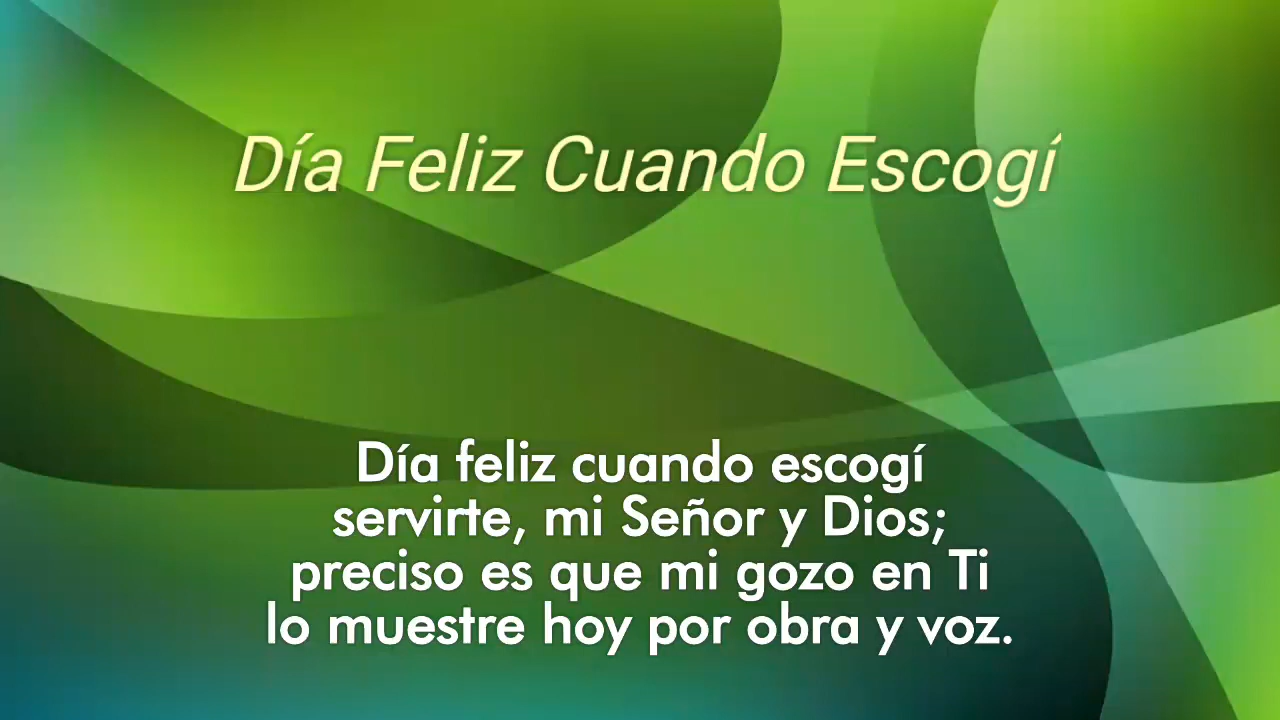 Día Feliz Cuando Escogí
Día feliz cuando escogí
servirte, mi Señor y Dios;
preciso es que mi gozo en Ti
lo muestre hoy por obra y voz.